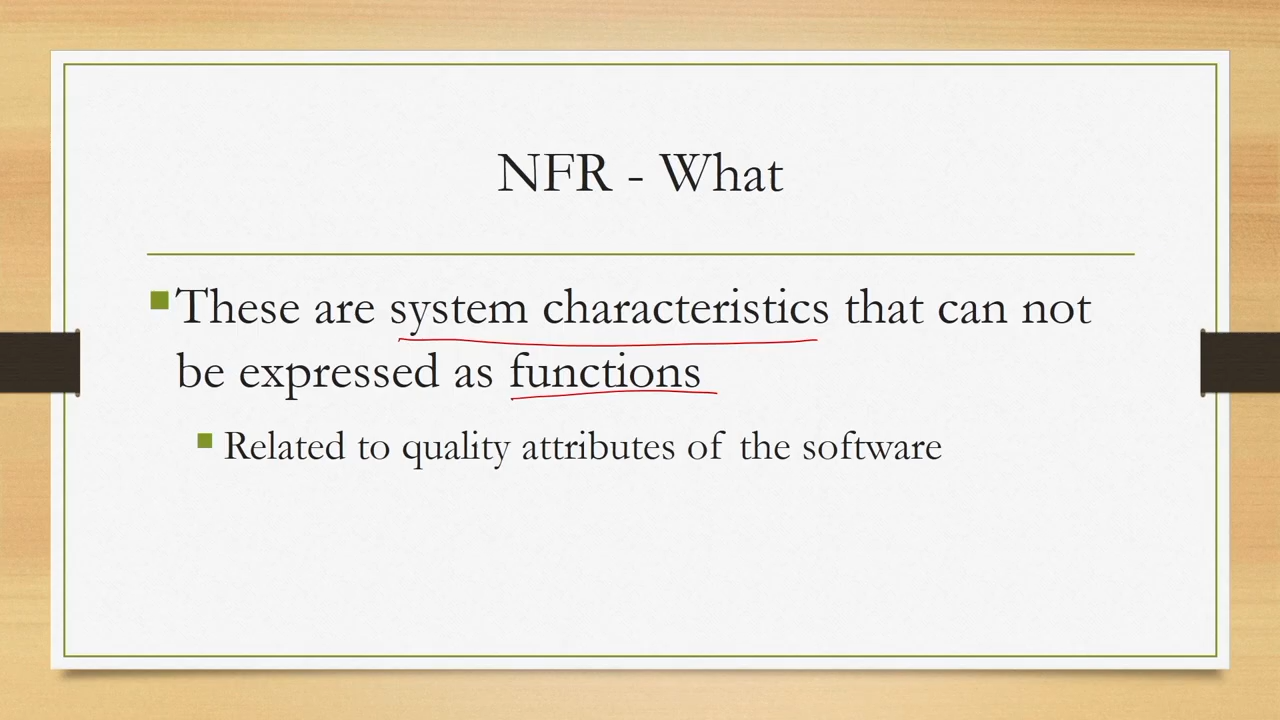 NFR - What
These are system characteristics that can not
be expressed as functions
Related to quality attributes of the software